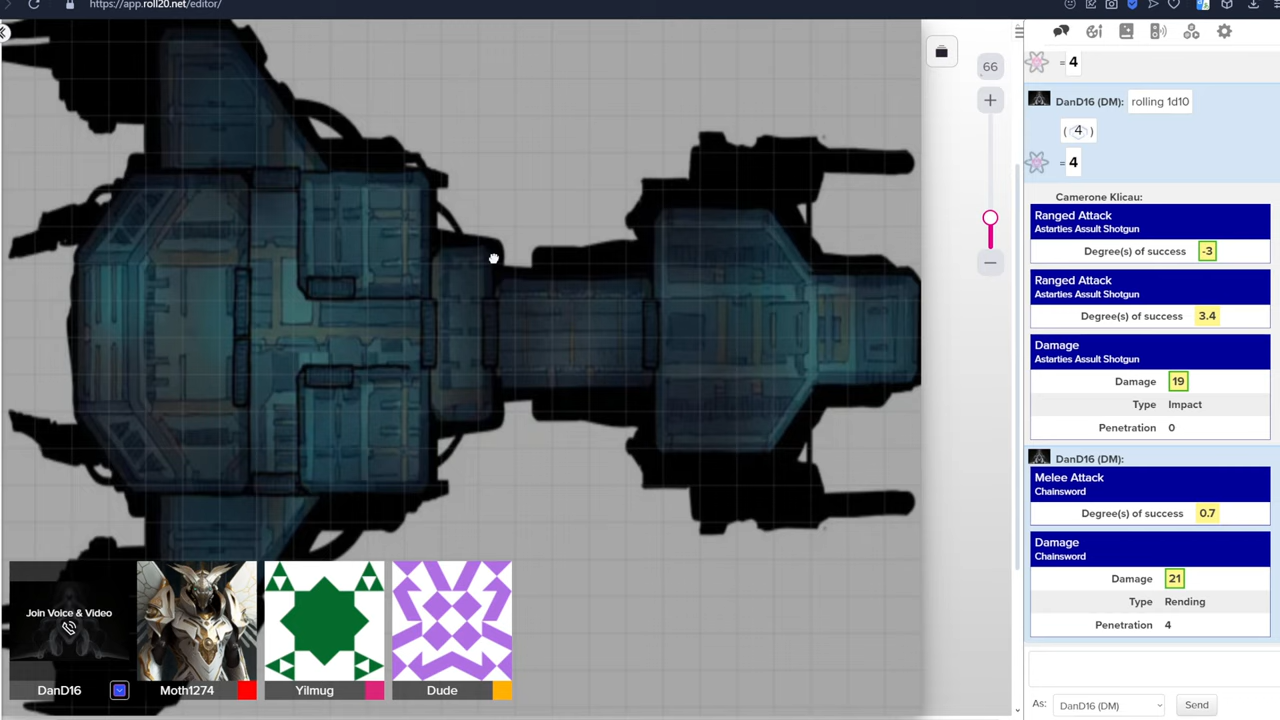 https://app.roll20.net/editor/
66
= 4
DanD16 (DM): rolling 1d10
( 4 )
= 4
Camerone Klicau:
Ranged Attack
Astarties Assult Shotgun
Degree(s) of success -3
Ranged Attack
Astarties Assult Shotgun
Degree(s) of success 3.4
Damage
Astarties Assult Shotgun
Damage 19
Type Impact
Penetration 0
DanD16 (DM):
Melee Attack
Chainsword
Degree(s) of success 0.7
Damage
Chainsword
Damage 21
Type Rending
Penetration 4
Join Voice & Video
DanD16
Moth1274
Yilmug
Dude
As: DanD16 (DM)
Send